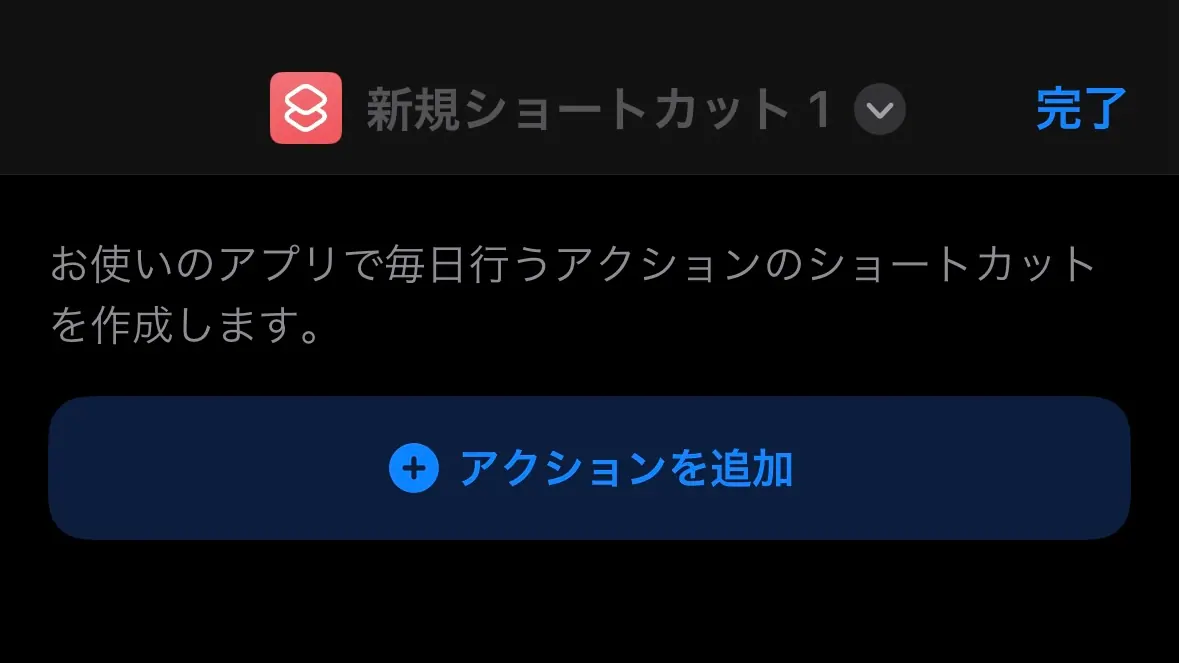 新規ショートカット 1
完了
お使いのアプリで毎日行うアクションのショートカット
を作成します。
アクションを追加